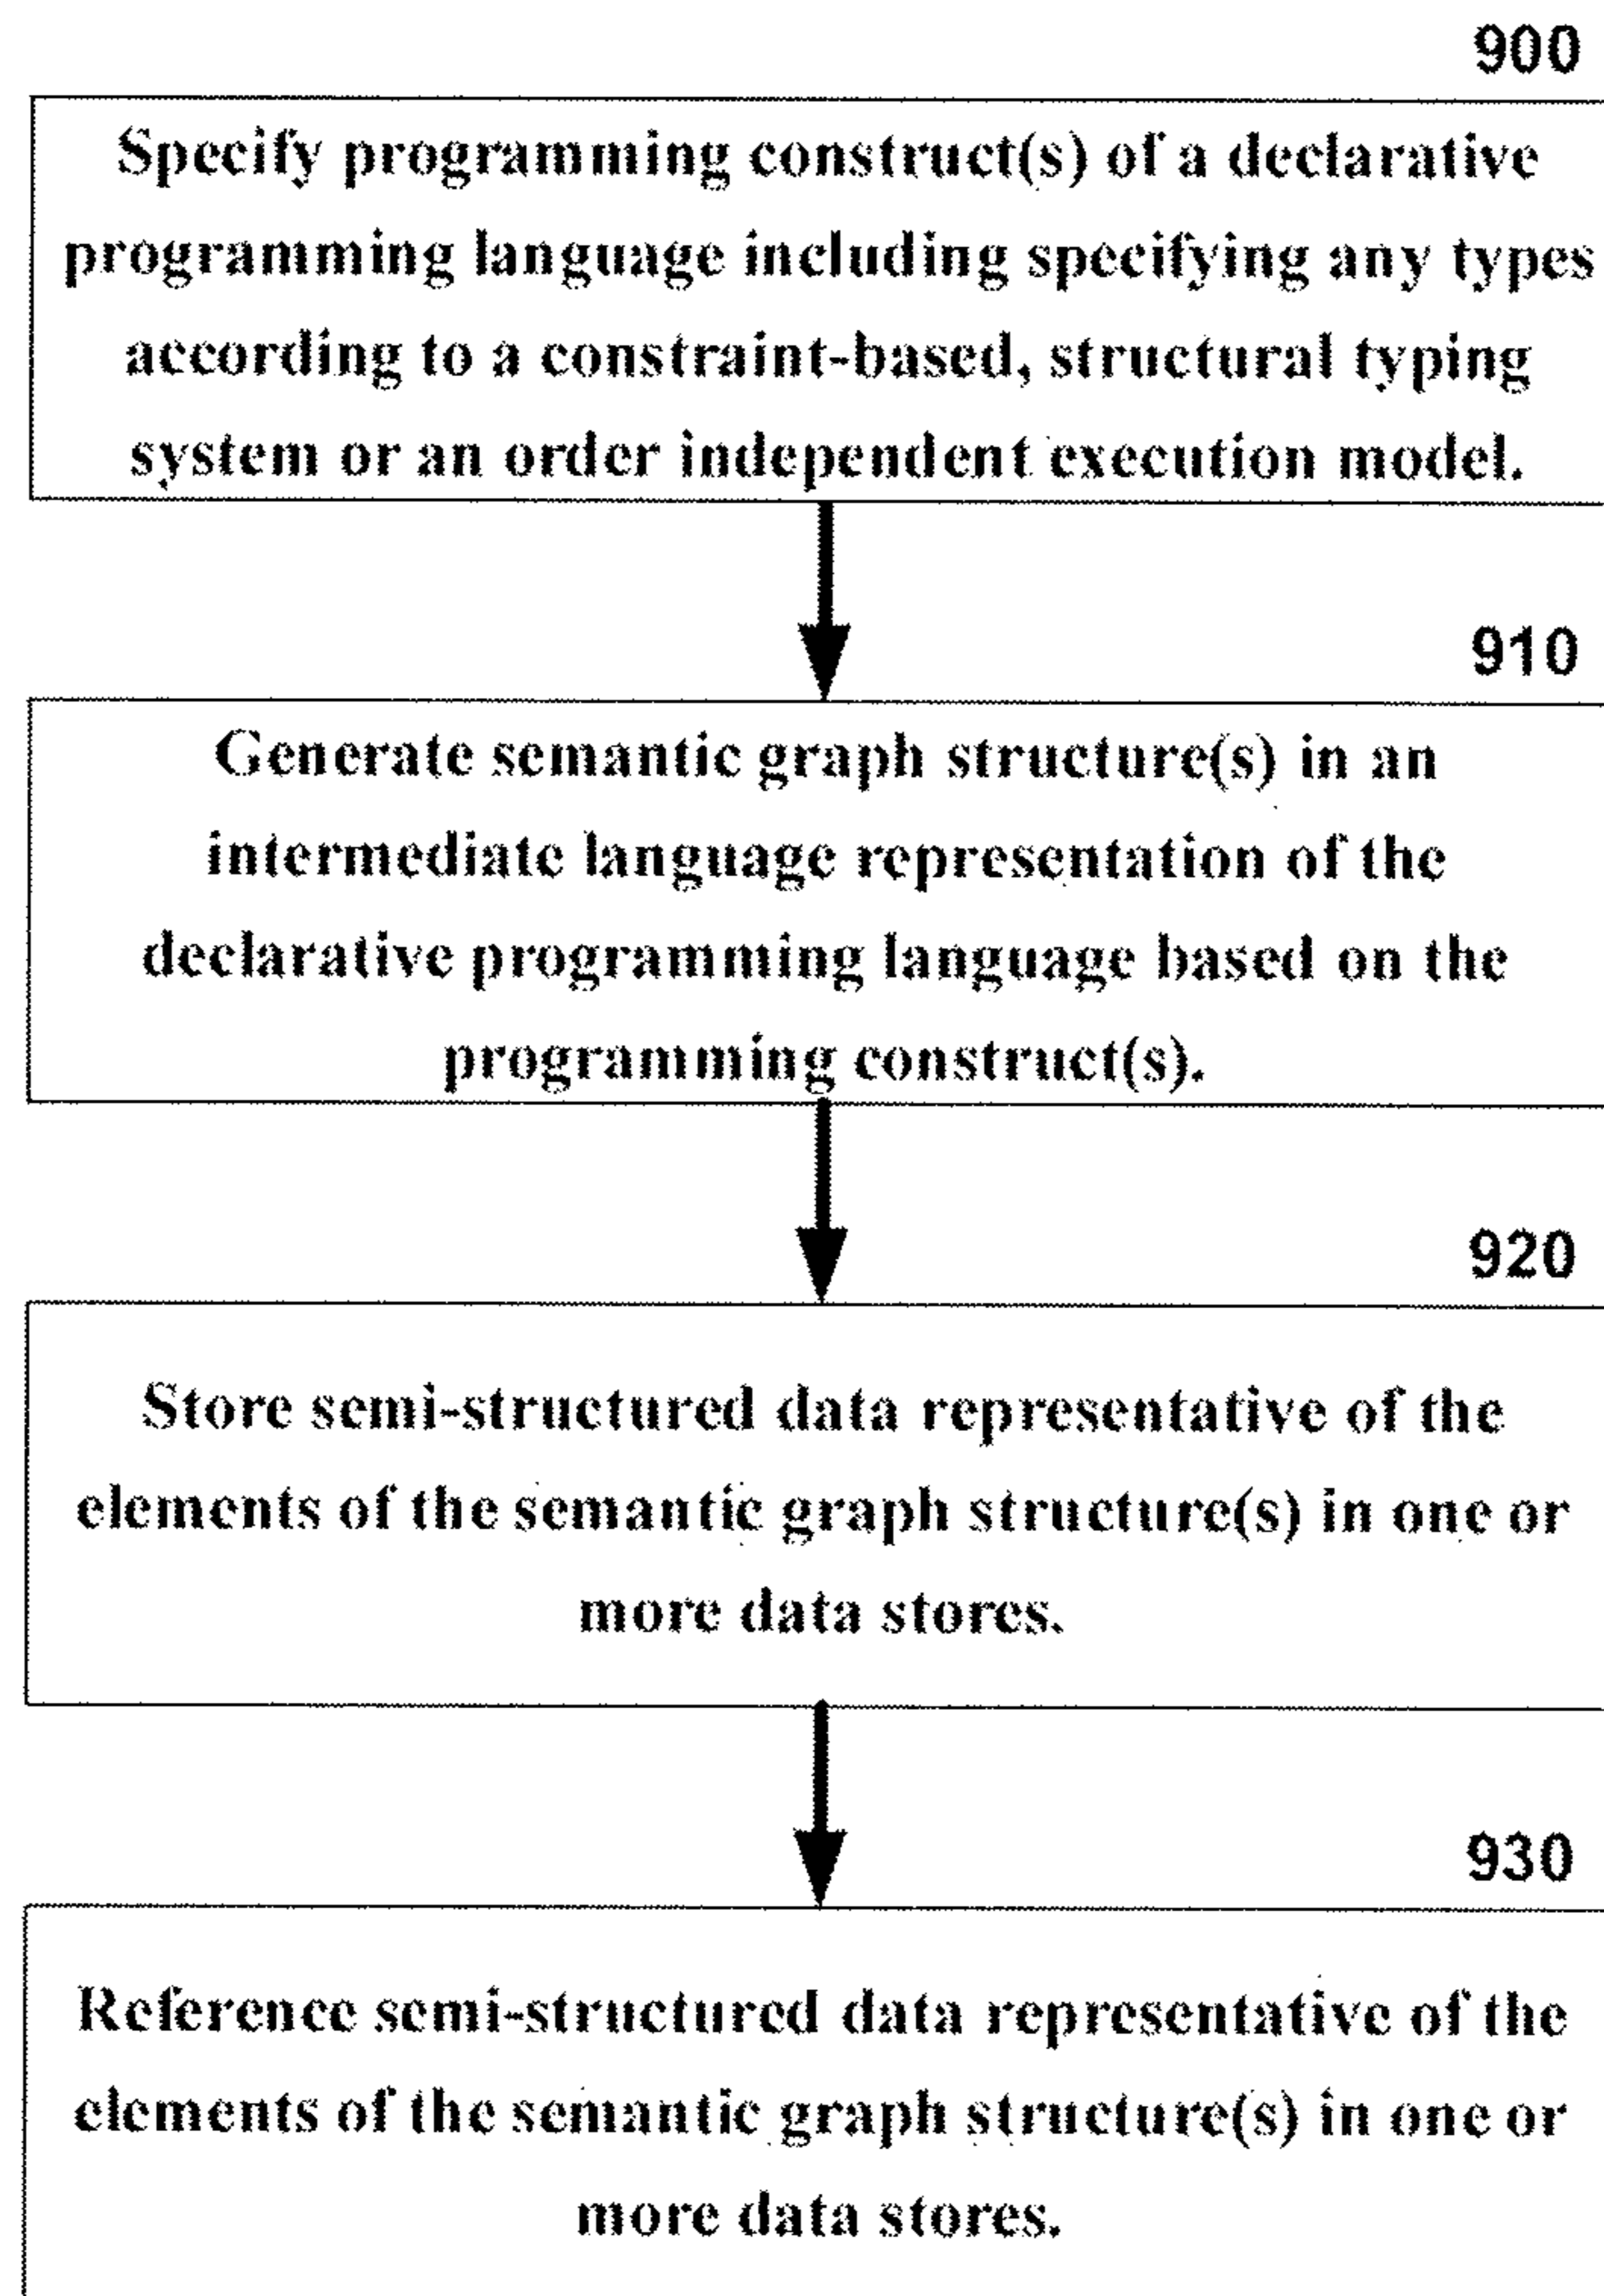 900
Specify programming construct(s) of a declarative
programming language including specifying any types
according to a constraint-based, structural typing
system or an order independent execution model.
910
Generate semantic graph structure(s) in an
intermediate language representation of the
declarative programming language based on the
programming construct(s).
920
Store semi-structured data representative of the
elements of the semantic graph structure(s) in one or
more data stores.
930
Reference semi-structured data representative of the
elements of the semantic graph structure(s) in one or
more data stores.